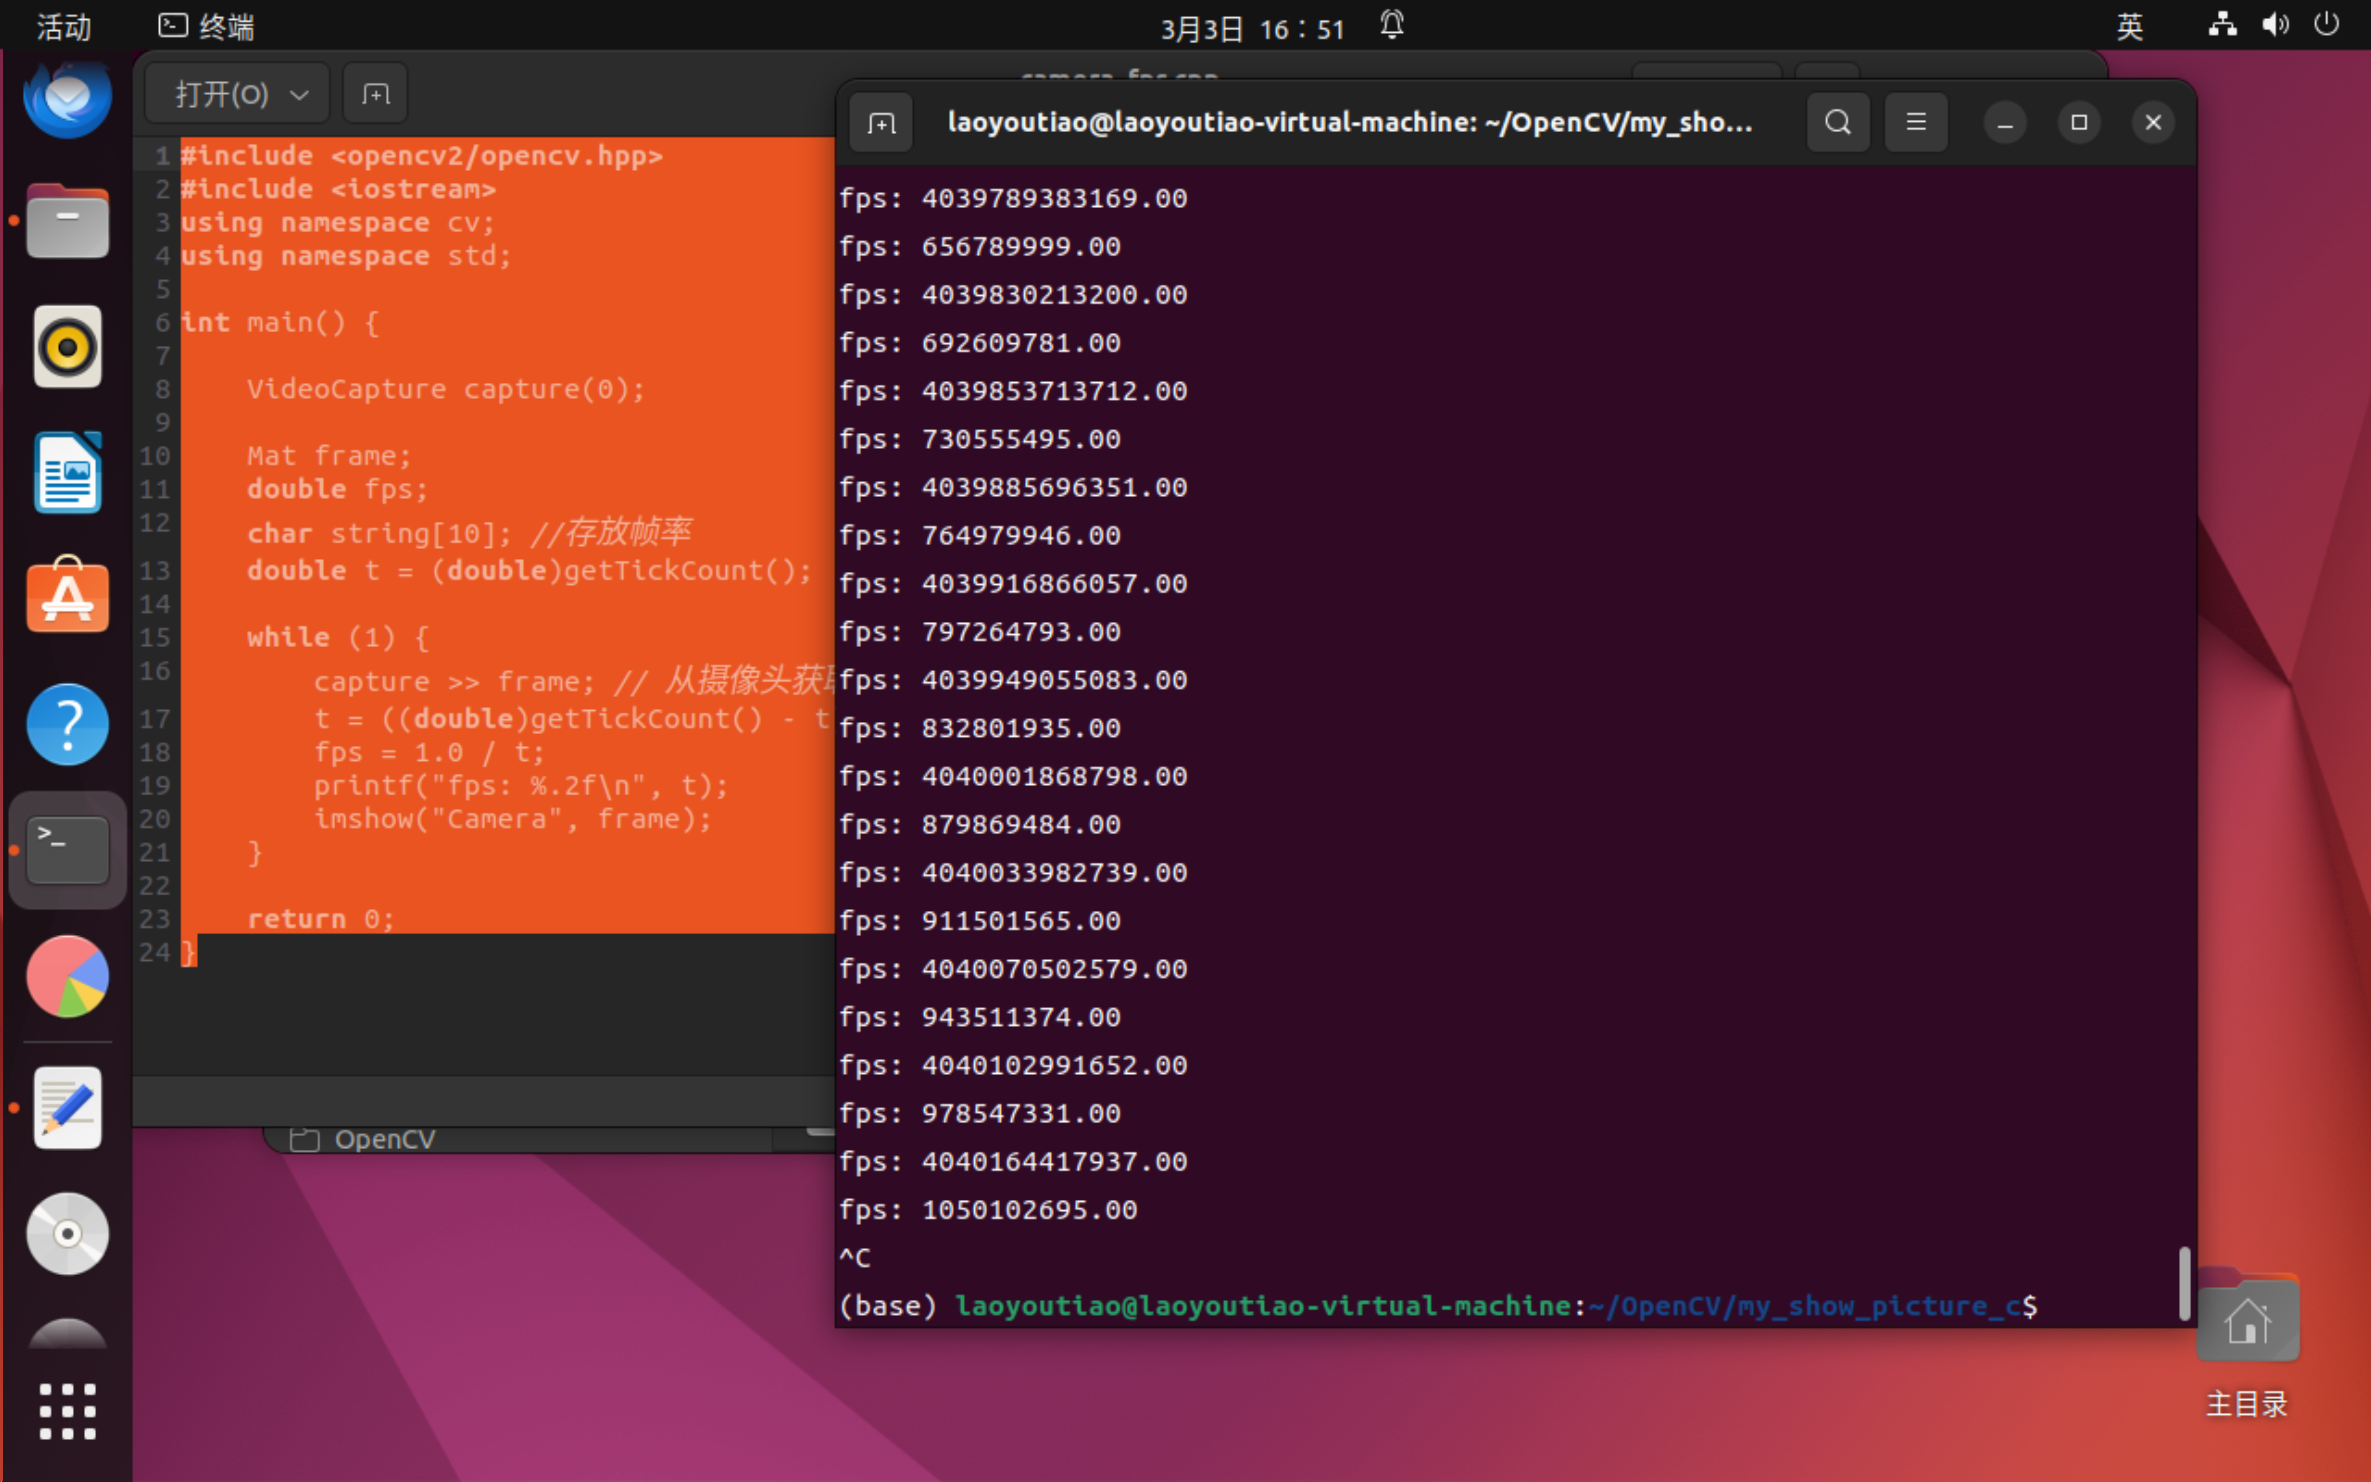 活动
终端
3月3日 16：51
英
打开(O)
laoyoutiao@laoyoutiao-virtual-machine: ~/OpenCV/my_sho...
1 #include <opencv2/opencv.hpp>
2 #include <iostream>
3 using namespace cv;
4 using namespace std;
5
6 int main() {
7
8 VideoCapture capture(0);
9
10 Mat frame;
11 double fps;
12 char string[10]; //存放帧率
13 double t = (double)getTickCount();
14
15 while (1) {
16 capture >> frame; // 从摄像头获
17 t = ((double)getTickCount() - t
18 fps = 1.0 / t;
19 printf("fps: %.2f\n", t);
20 imshow("Camera", frame);
21 }
22
23 return 0;
24 }
OpenCV
fps: 4039789383169.00
fps: 656789999.00
fps: 4039830213200.00
fps: 692609781.00
fps: 4039853713712.00
fps: 730555495.00
fps: 4039885696351.00
fps: 764979946.00
fps: 4039916866057.00
fps: 797264793.00
fps: 4039949055083.00
fps: 832801935.00
fps: 4040001868798.00
fps: 879869484.00
fps: 4040033982739.00
fps: 911501565.00
fps: 4040070502579.00
fps: 943511374.00
fps: 4040102991652.00
fps: 978547331.00
fps: 4040164417937.00
fps: 1050102695.00
^C
(base) laoyoutiao@laoyoutiao-virtual-machine:~/OpenCV/my_show_picture_c$
主目录